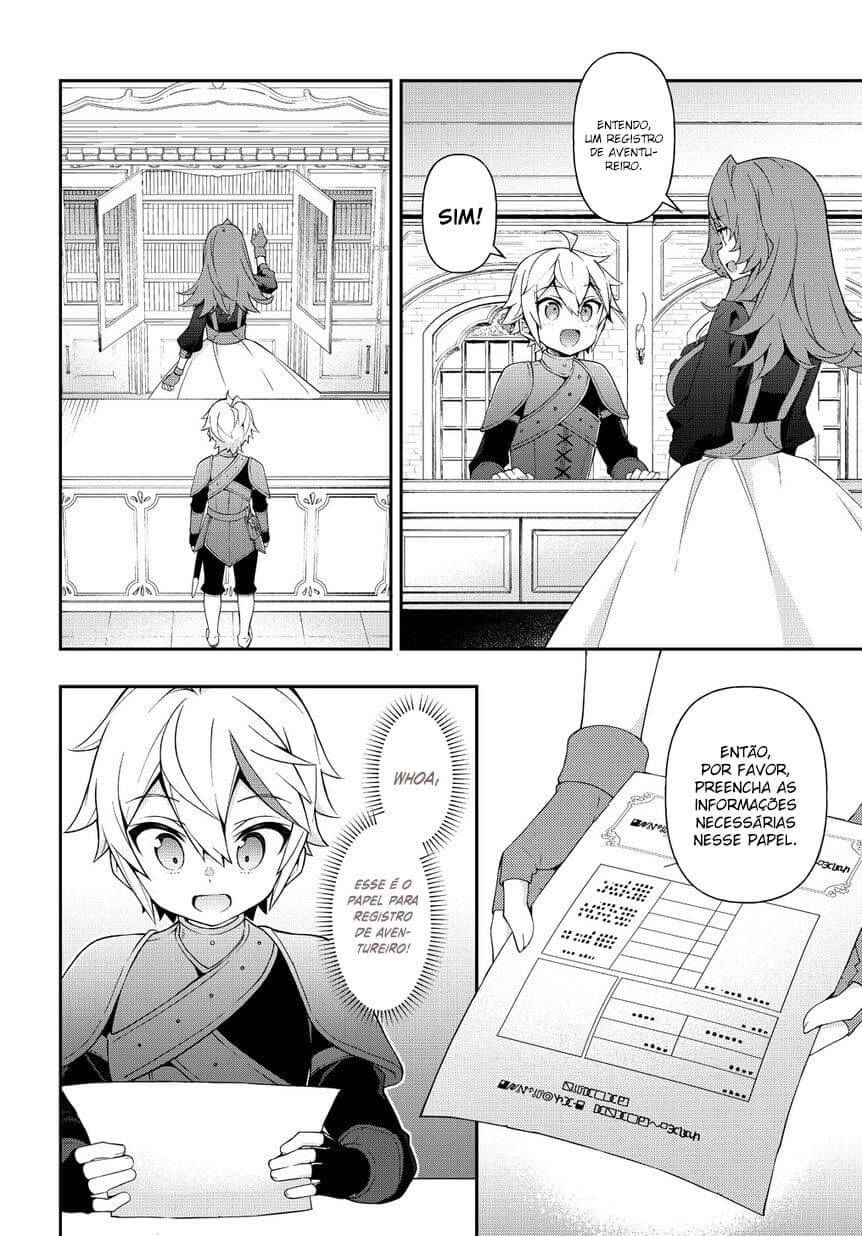 ENTENDO,
UM REGISTRO
DE AVENTU-
REIRO.
SIM!
ENTÃO,
POR FAVOR,
PREENCHA AS
INFORMAÇÕES
NECESSÁRIAS
NESSE PAPEL.
WHOA,
ESSE É O
PAPEL PARA
REGISTRO
DE AVEN-
TUREIRO!